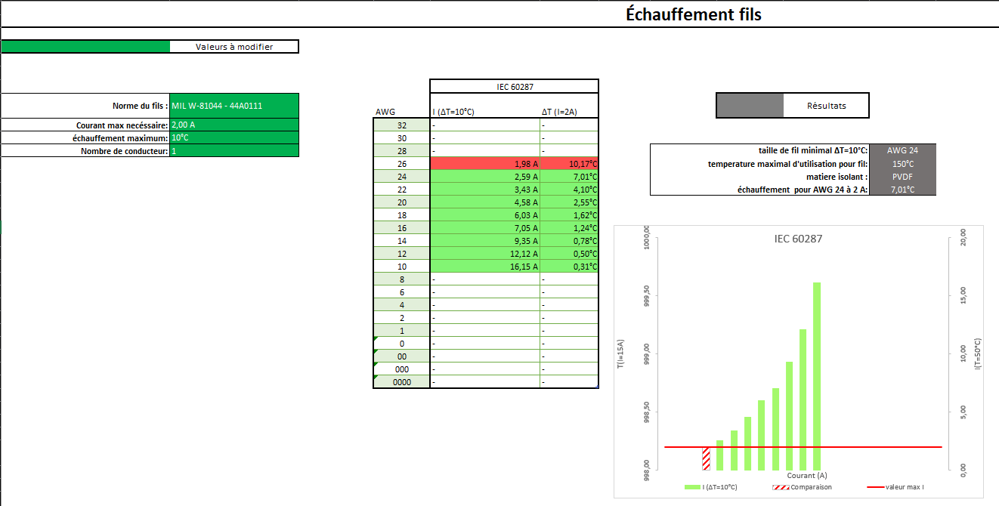 Échauffement fils
Valeurs à modifier
Norme du fils : MIL W-81044 - 44A0111
Courant max necéssaire: 2,00 A
échauffement maximum: 10°C
Nombre de conducteur: 1
IEC 60287
AWG I (ΔT=10°C) ΔT (I=2A)
32 - -
30 - -
28 - -
26 1,98 A 10,17°C
24 2,59 A 7,01°C
22 3,43 A 4,10°C
20 4,58 A 2,55°C
18 6,03 A 1,62°C
16 7,05 A 1,24°C
14 9,35 A 0,78°C
12 12,12 A 0,50°C
10 16,15 A 0,31°C
8 - -
6 - -
4 - -
2 - -
1 - -
0 - -
00 - -
000 - -
0000 - -
Résultats
taille de fil minimal ΔT=10°C: AWG 24
temperature maximal d'utilisation pour fil: 150°C
matiere isolant : PVDF
échauffement pour AWG 24 à 2 A: 7,01°C
IEC 60287
T(I=15A)
1000,00
999,50
999,00
998,50
998,00
20,00
15,00
10,00
5,00
0,00
I(T=50°C)
Courant (A)
I (ΔT=10°C) Comparaison valeur max I